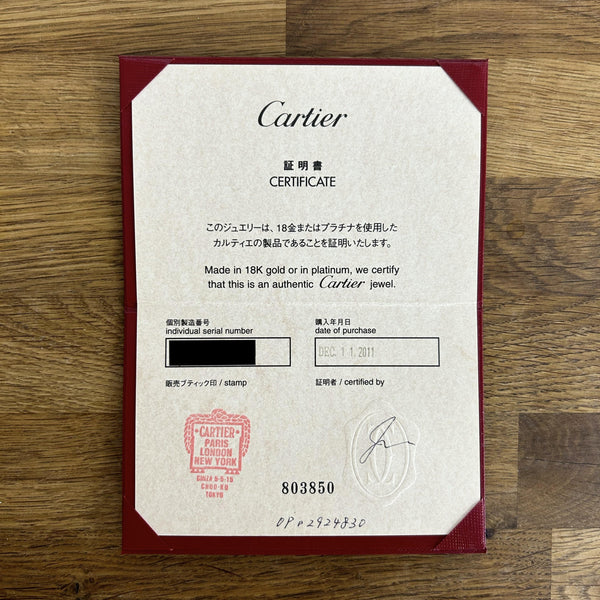 Cartier
証明書
CERTIFICATE
このジュエリーは、18金またはプラチナを使用した
カルティエの製品であることを証明いたします。
Made in 18K gold or in platinum, we certify
that this is an authentic Cartier jewel.
個別製造番号
individual serial number
購入年月日
date of purchase
DEC. 11. 2011
販売ブティック印 / stamp
証明者 / certified by
CARTIER
PARIS
LONDON
NEW YORK
GINZA 5-5-15
CHUO-KU
TOKYO
803850
2924830